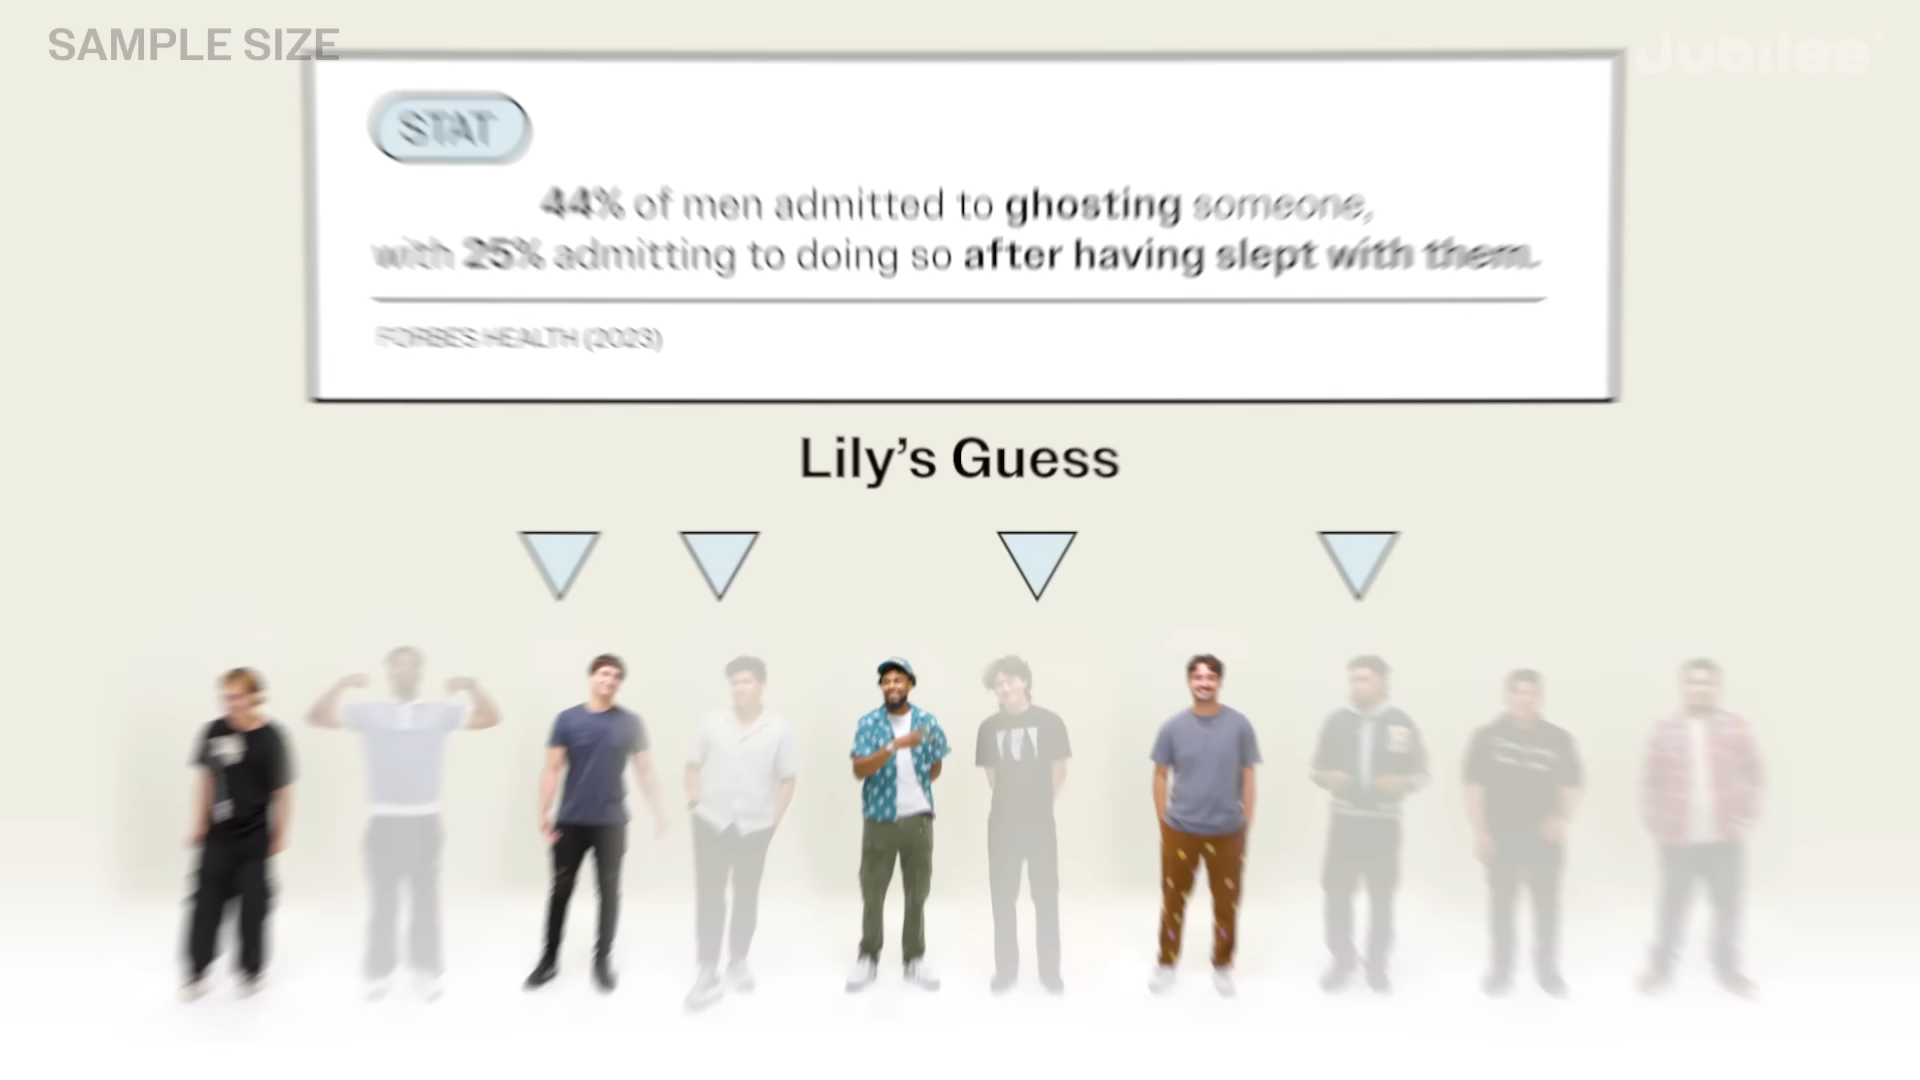 SAMPLE SIZE
Jubilee
STAT
44% of men admitted to ghosting someone,
with 25% admitting to doing so after having slept with them.
FORBES HEALTH (2023)
Lily’s Guess